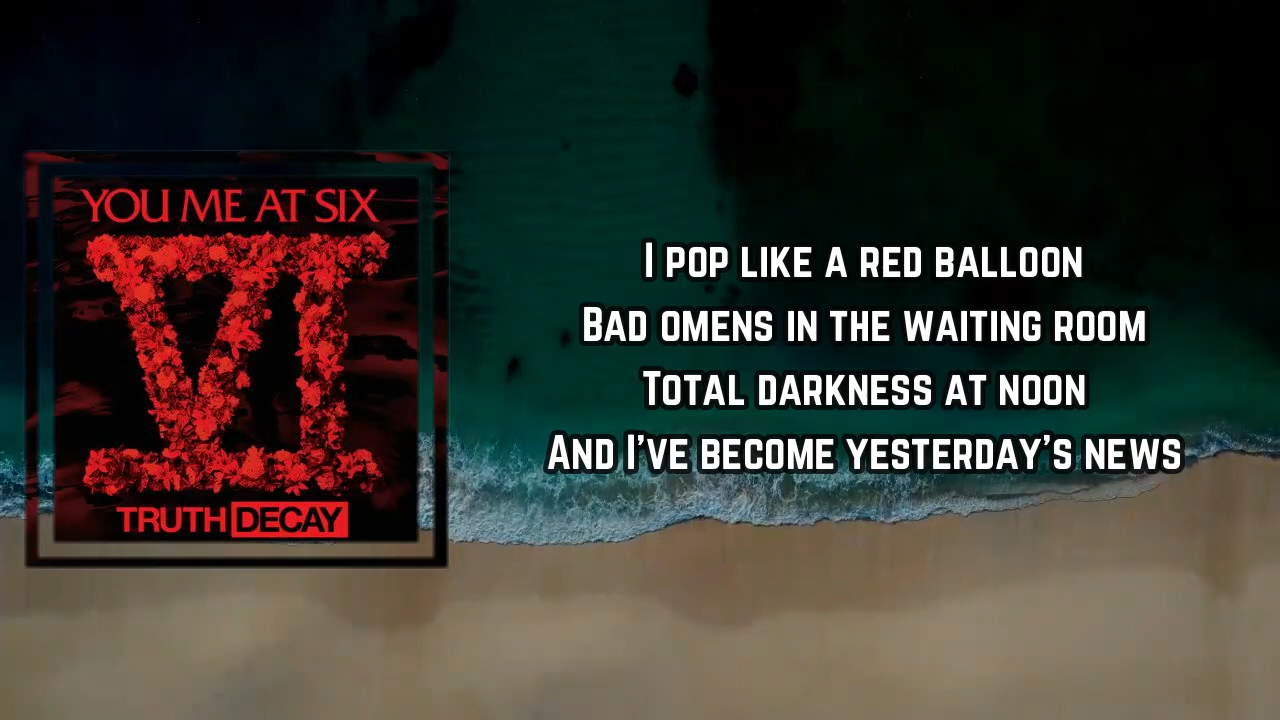 YOU ME AT SIX
VI
TRUTH DECAY
I POP LIKE A RED BALLOON
BAD OMENS IN THE WAITING ROOM
TOTAL DARKNESS AT NOON
AND I'VE BECOME YESTERDAY'S NEWS